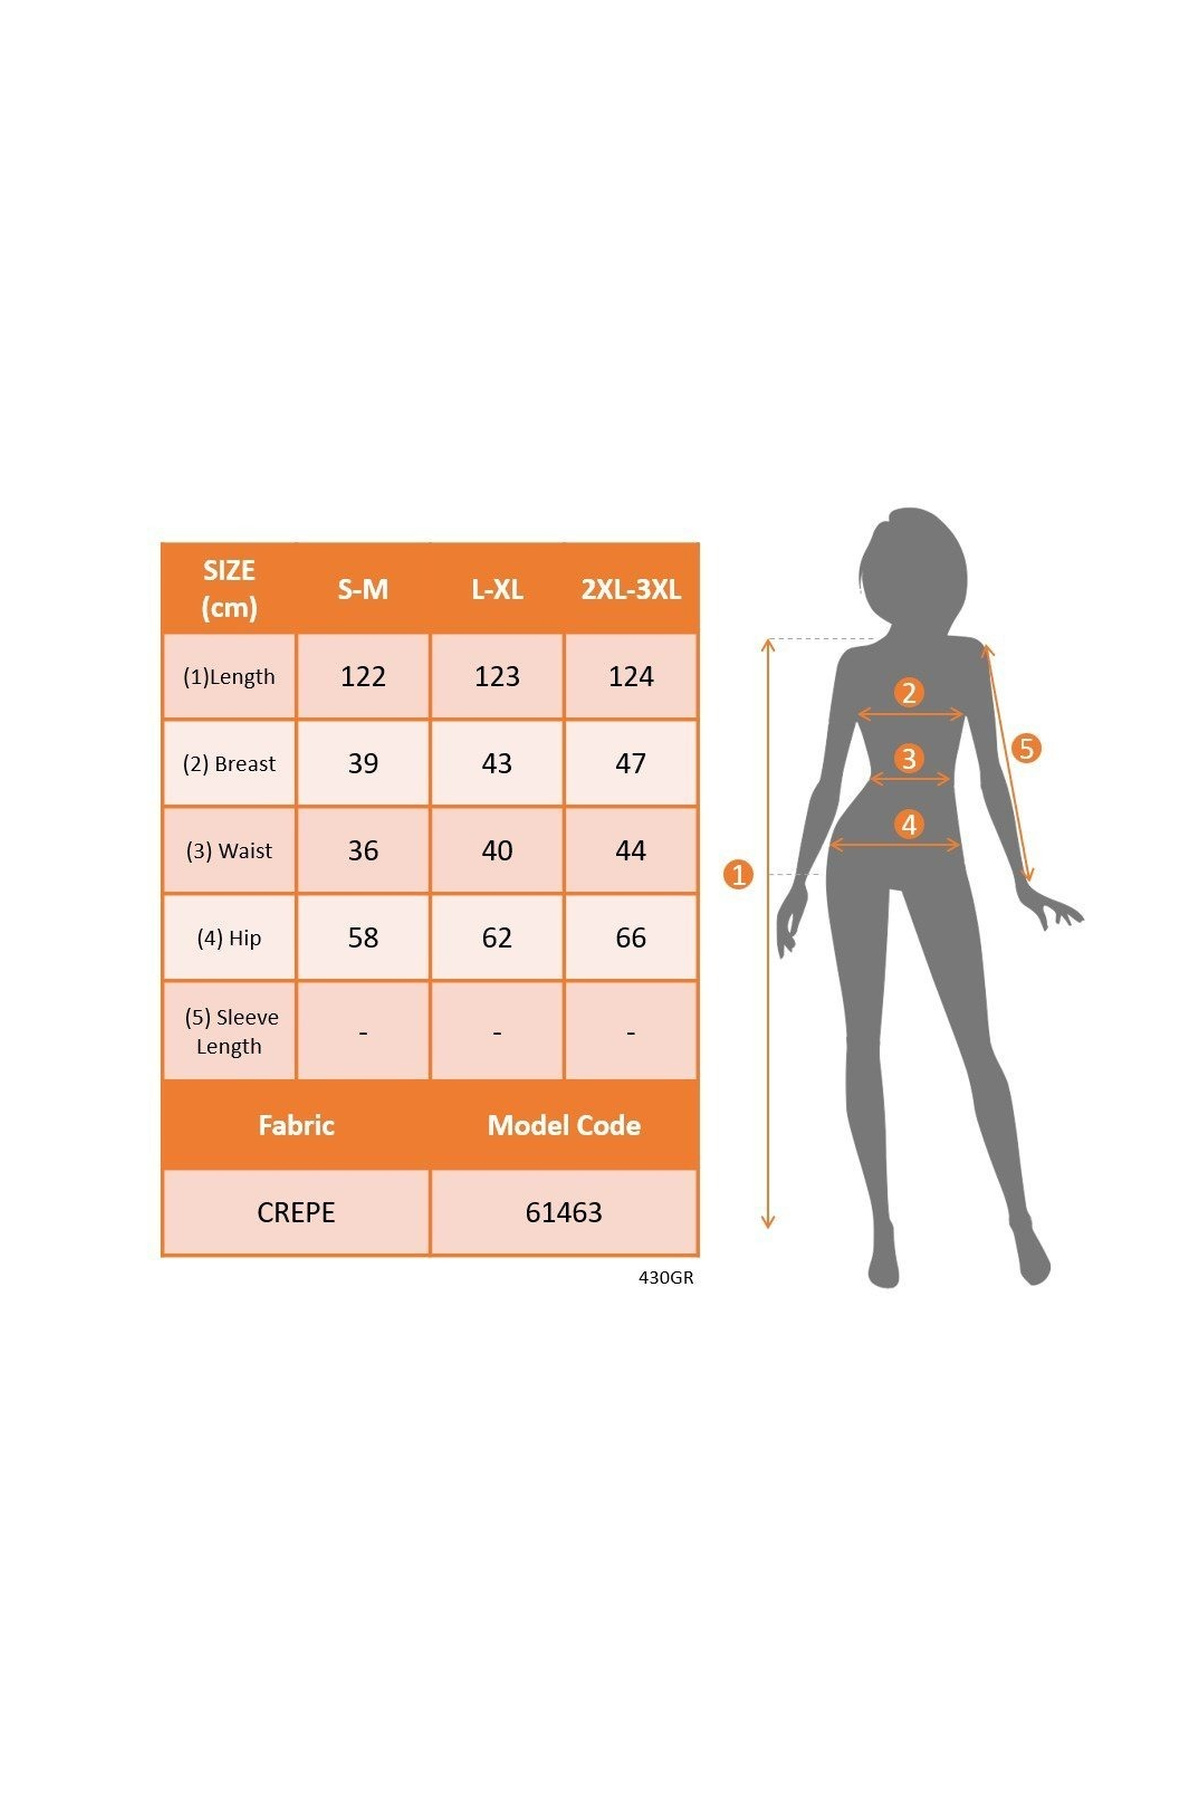 SIZE
(cm)
S-M
L-XL
2XL-3XL
(1)Length
122
123
124
(2) Breast
39
43
47
(3) Waist
36
40
44
(4) Hip
58
62
66
(5) Sleeve
Length
-
-
-
Fabric
Model Code
CREPE
61463
430GR
1
2
3
4
5